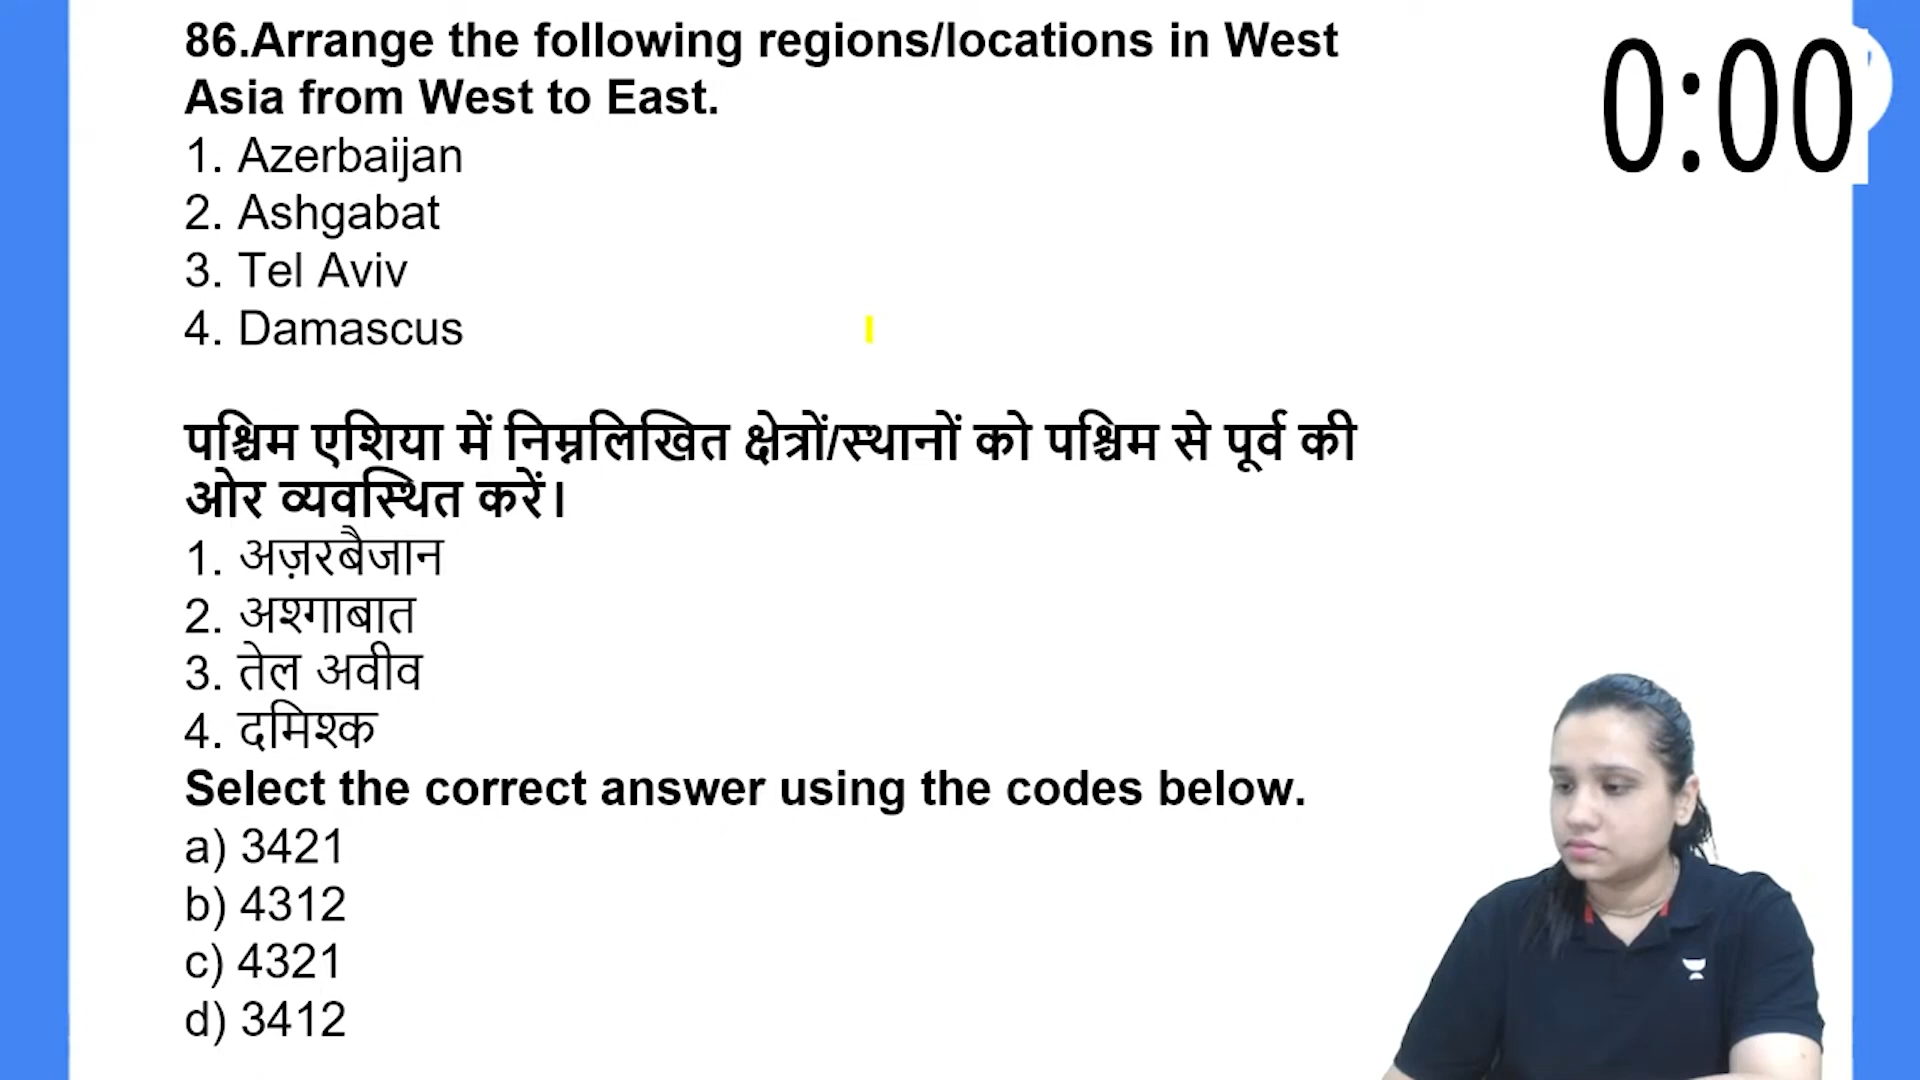 86.Arrange the following regions/locations in West
Asia from West to East.
1. Azerbaijan
2. Ashgabat
3. Tel Aviv
4. Damascus
0:00
पश्चिम एशिया में निम्नलिखित क्षेत्रों/स्थानों को पश्चिम से पूर्व की
ओर व्यवस्थित करें।
1. अज़रबैजान
2. अश्गाबात
3. तेल अवीव
4. दमिश्क
Select the correct answer using the codes below.
a) 3421
b) 4312
c) 4321
d) 3412